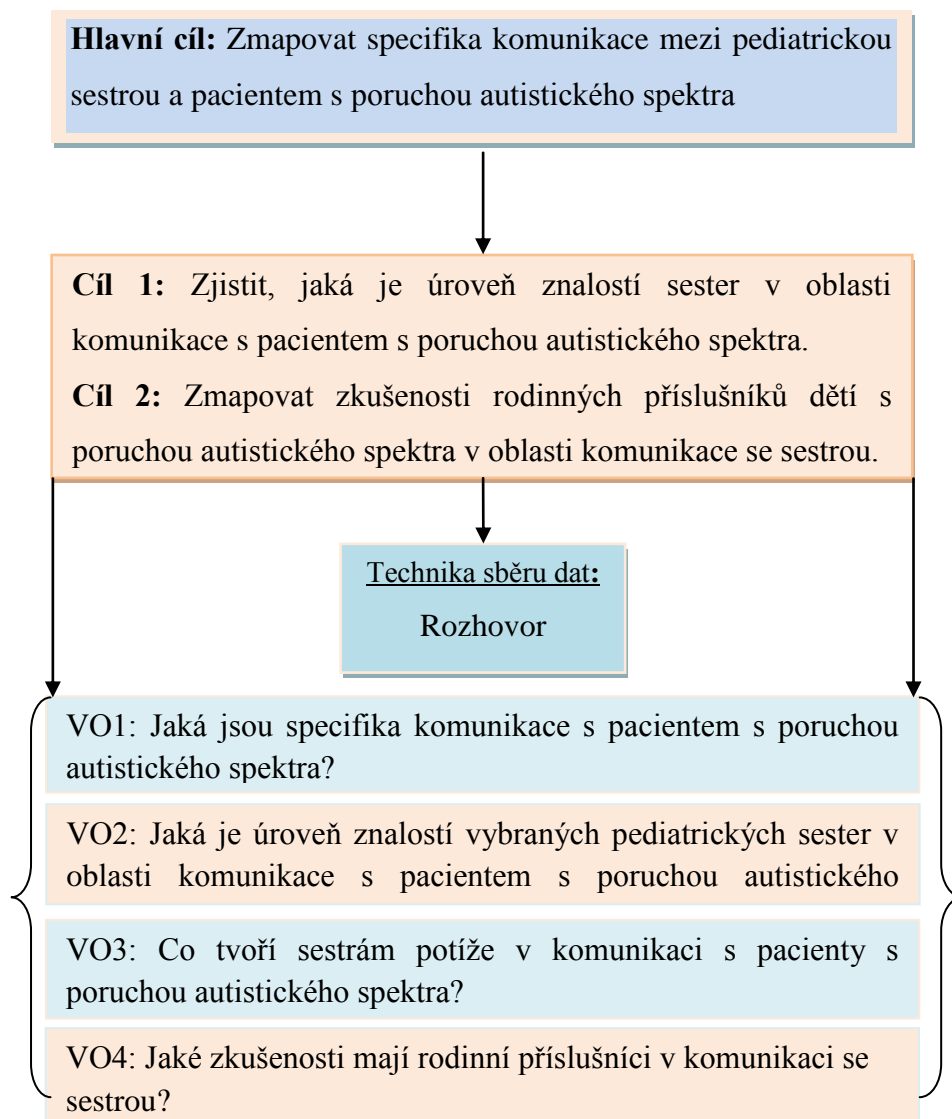 Hlavní cíl: Zmapovat specifika komunikace mezi pediatrickou
sestrou a pacientem s poruchou autistického spektra
Cíl 1: Zjistit, jaká je úroveň znalostí sester v oblasti
komunikace s pacientem s poruchou autistického spektra.
Cíl 2: Zmapovat zkušenosti rodinných příslušníků dětí s
poruchou autistického spektra v oblasti komunikace se sestrou.
Technika sběru dat:
Rozhovor
VO1: Jaká jsou specifika komunikace s pacientem s poruchou
autistického spektra?
VO2: Jaká je úroveň znalostí vybraných pediatrických sester v
oblasti komunikace s pacientem s poruchou autistického
VO3: Co tvoří sestrám potíže v komunikaci s pacienty s
poruchou autistického spektra?
VO4: Jaké zkušenosti mají rodinní příslušníci v komunikaci se
sestrou?